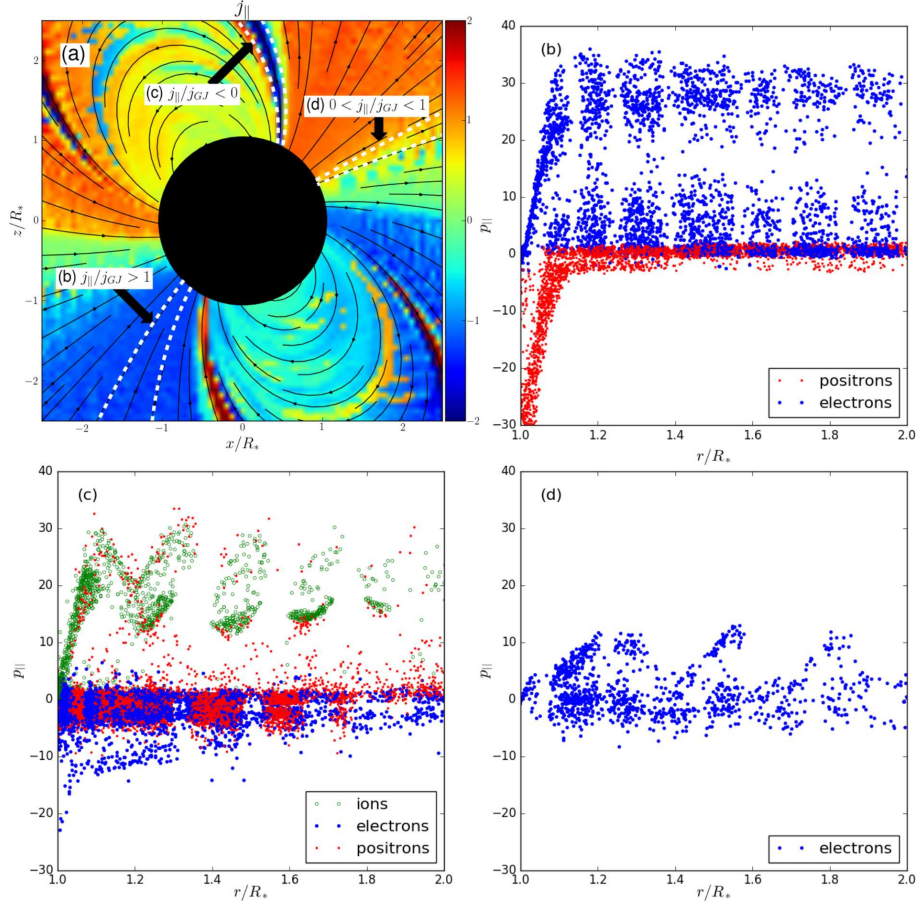 j∥
(a)
(c) j∥/jGJ < 0
(d) 0 < j∥/jGJ < 1
(b) j∥/jGJ > 1
z/R*
2
1
0
−1
−2
−2
−1
0
1
2
x/R*
2
1
0
−1
−2
(b)
p∥
40
30
20
10
0
−10
−20
−30
1.0
1.2
1.4
1.6
1.8
2.0
r/R*
positrons
electrons
(c)
p∥
40
30
20
10
0
−10
−20
−30
1.0
1.2
1.4
1.6
1.8
2.0
r/R*
ions
electrons
positrons
(d)
p∥
40
30
20
10
0
−10
−20
−30
1.0
1.2
1.4
1.6
1.8
2.0
r/R*
electrons